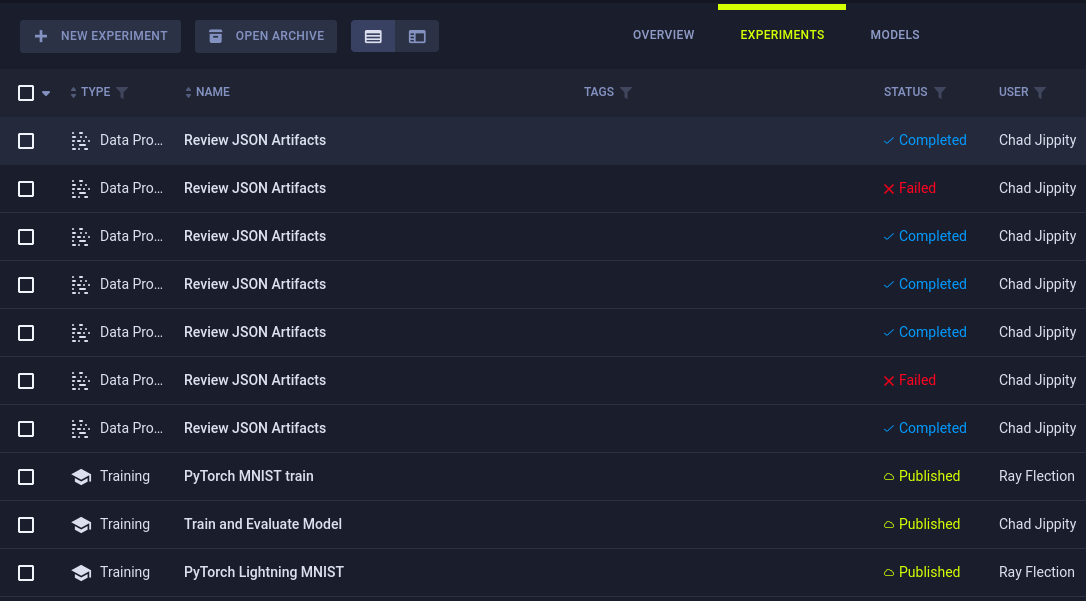 NEW EXPERIMENT OPEN ARCHIVE OVERVIEW EXPERIMENTS MODELS
TYPE NAME TAGS STATUS USER
Data Pro... Review JSON Artifacts Completed Chad Jippity
Data Pro... Review JSON Artifacts Failed Chad Jippity
Data Pro... Review JSON Artifacts Completed Chad Jippity
Data Pro... Review JSON Artifacts Completed Chad Jippity
Data Pro... Review JSON Artifacts Completed Chad Jippity
Data Pro... Review JSON Artifacts Failed Chad Jippity
Data Pro... Review JSON Artifacts Completed Chad Jippity
Training PyTorch MNIST train Published Ray Flection
Training Train and Evaluate Model Published Chad Jippity
Training PyTorch Lightning MNIST Published Ray Flection